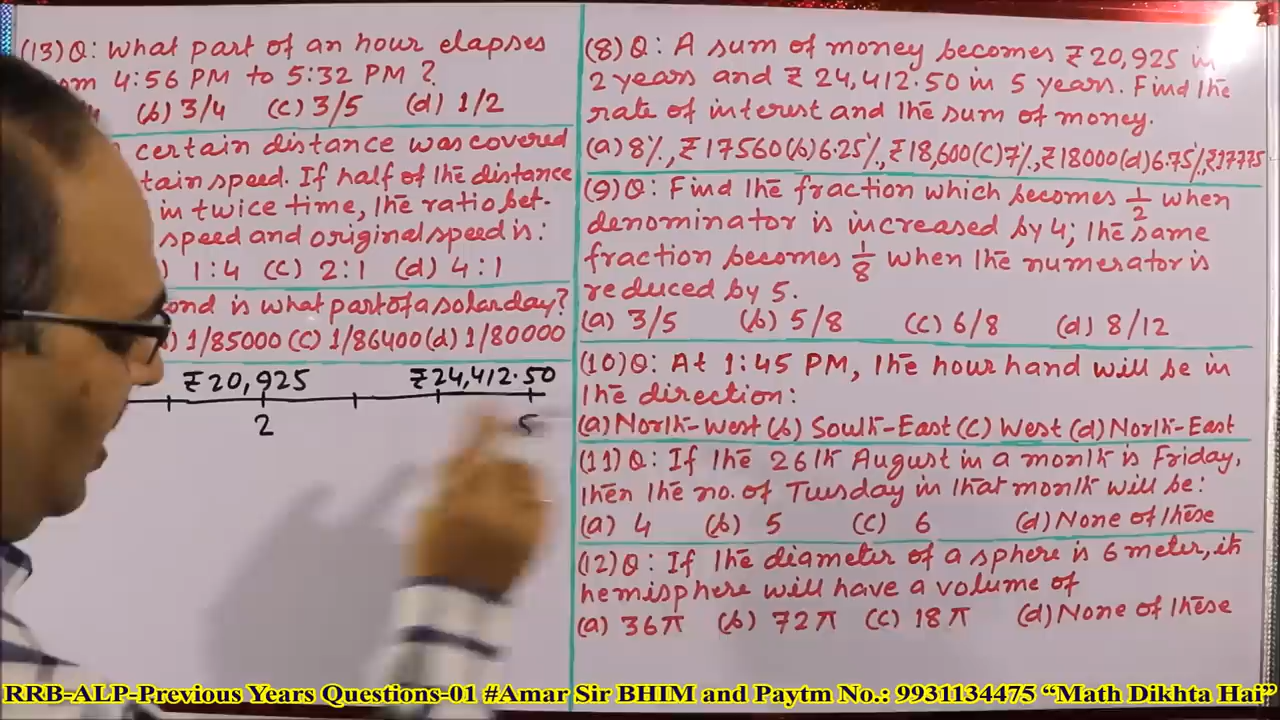 (13) Q: What part of an hour elapses
4:56 PM to 5:32 PM?
(b) 3/4 (c) 3/5 (d) 1/2
certain distance was covered
speed. If half of the distance
in twice time, the ratio bet-
speed and original speed is:
1:4 (c) 2:1 (d) 4:1
is what part of a solar day?
1/85000 (c) 1/86400 (d) 1/80000
₹20,925 ₹24,412.50
2 5
(8) Q: A sum of money becomes ₹20,925 in
2 years and ₹24,412.50 in 5 years. Find the
rate of interest and the sum of money.
(a) 8%, ₹17560 (b) 6.25%, ₹18,600 (c) 7%, ₹18000 (d) 6.75%, ₹17775
(9) Q: Find the fraction which becomes 1/2 when
denominator is increased by 4; the same
fraction becomes 1/8 when the numerator is
reduced by 5.
(a) 3/5 (b) 5/8 (c) 6/8 (d) 8/12
(10) Q: At 1:45 PM, the hour hand will be in
the direction:
(a) North-West (b) South-East (c) West (d) North-East
(11) Q: If the 26th August in a month is Friday,
then the no. of Tuesday in that month will be:
(a) 4 (b) 5 (c) 6 (d) None of these
(12) Q: If the diameter of a sphere is 6 meter, its
hemisphere will have a volume of
(a) 36π (b) 72π (c) 18π (d) None of these
RRB-ALP-Previous Years Questions-01 #Amar Sir BHIM and Paytm No.: 9931134475 “Math Dikhta Hai”